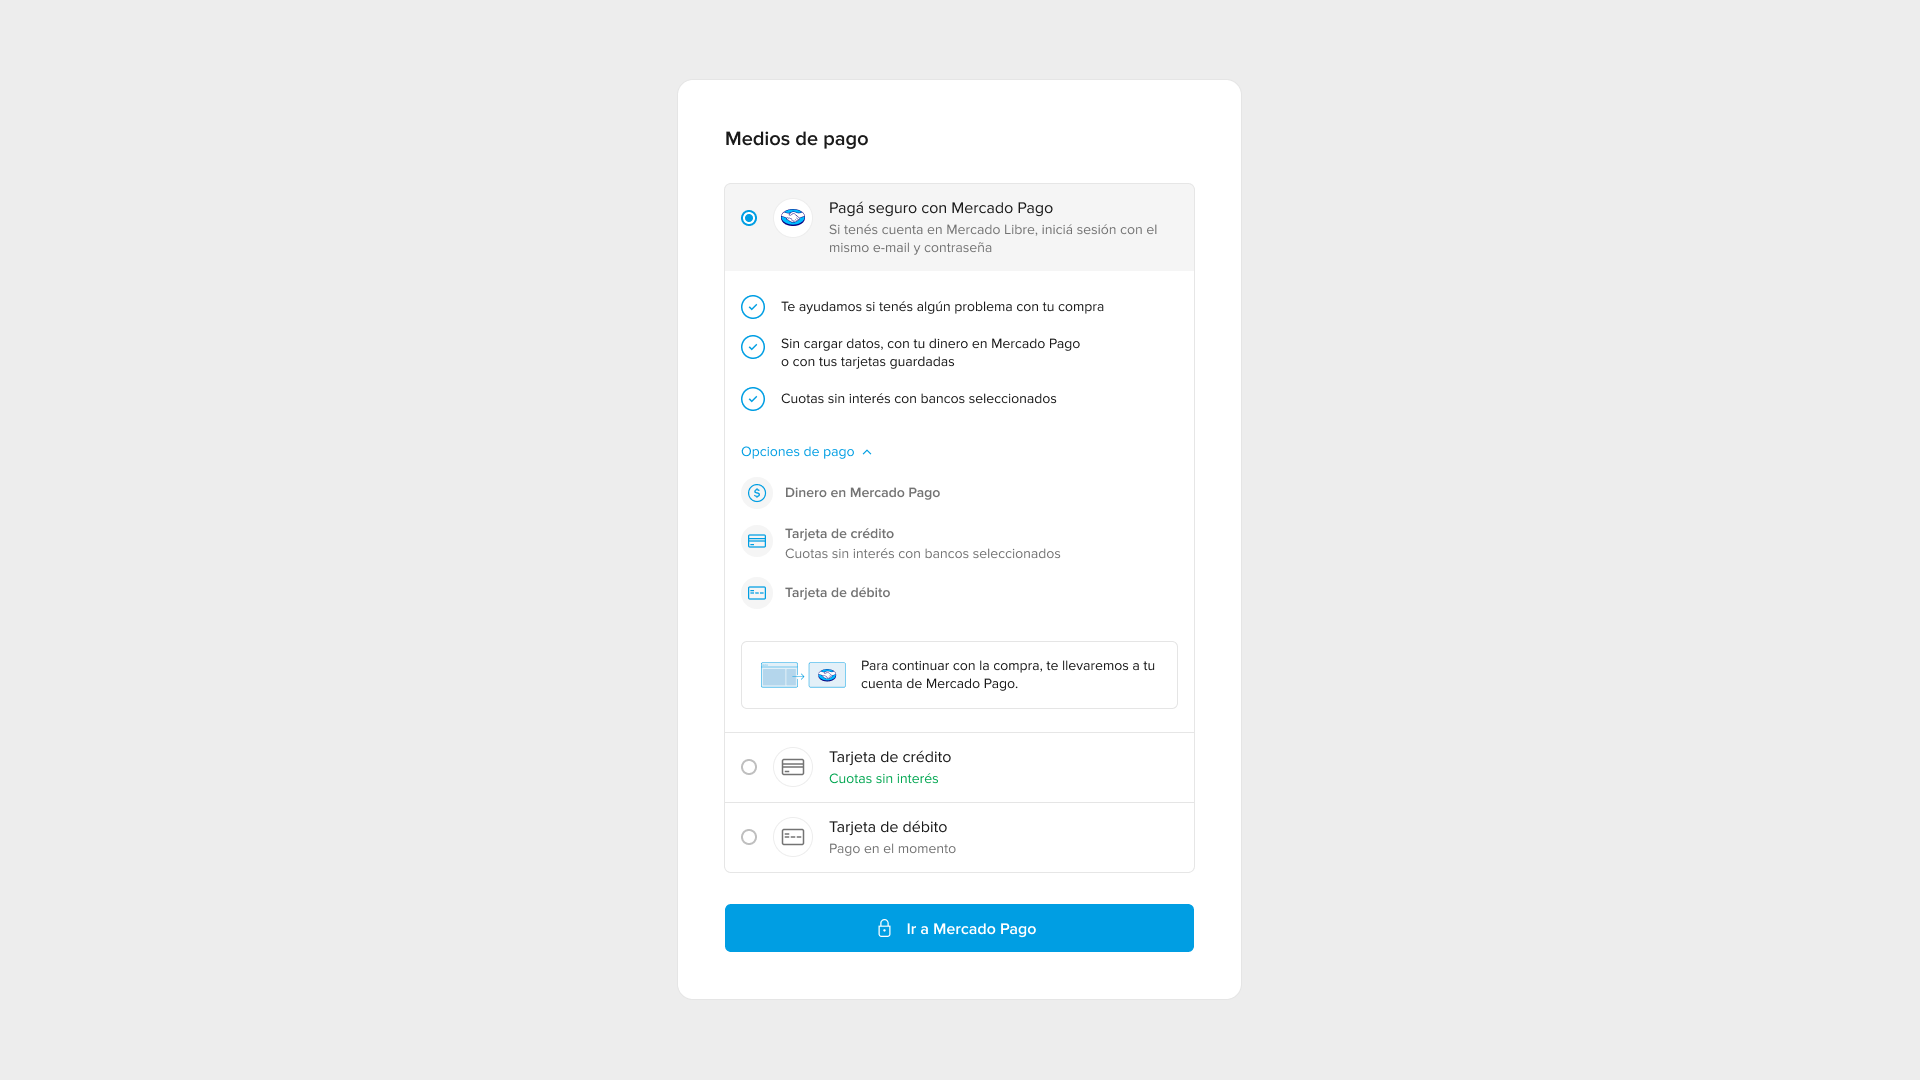 Medios de pago
Pagá seguro con Mercado Pago
Si tenés cuenta en Mercado Libre, iniciá sesión con el
mismo e-mail y contraseña
Te ayudamos si tenés algún problema con tu compra
Sin cargar datos, con tu dinero en Mercado Pago
o con tus tarjetas guardadas
Cuotas sin interés con bancos seleccionados
Opciones de pago
Dinero en Mercado Pago
Tarjeta de crédito
Cuotas sin interés con bancos seleccionados
Tarjeta de débito
Para continuar con la compra, te llevaremos a tu
cuenta de Mercado Pago.
Tarjeta de crédito
Cuotas sin interés
Tarjeta de débito
Pago en el momento
Ir a Mercado Pago